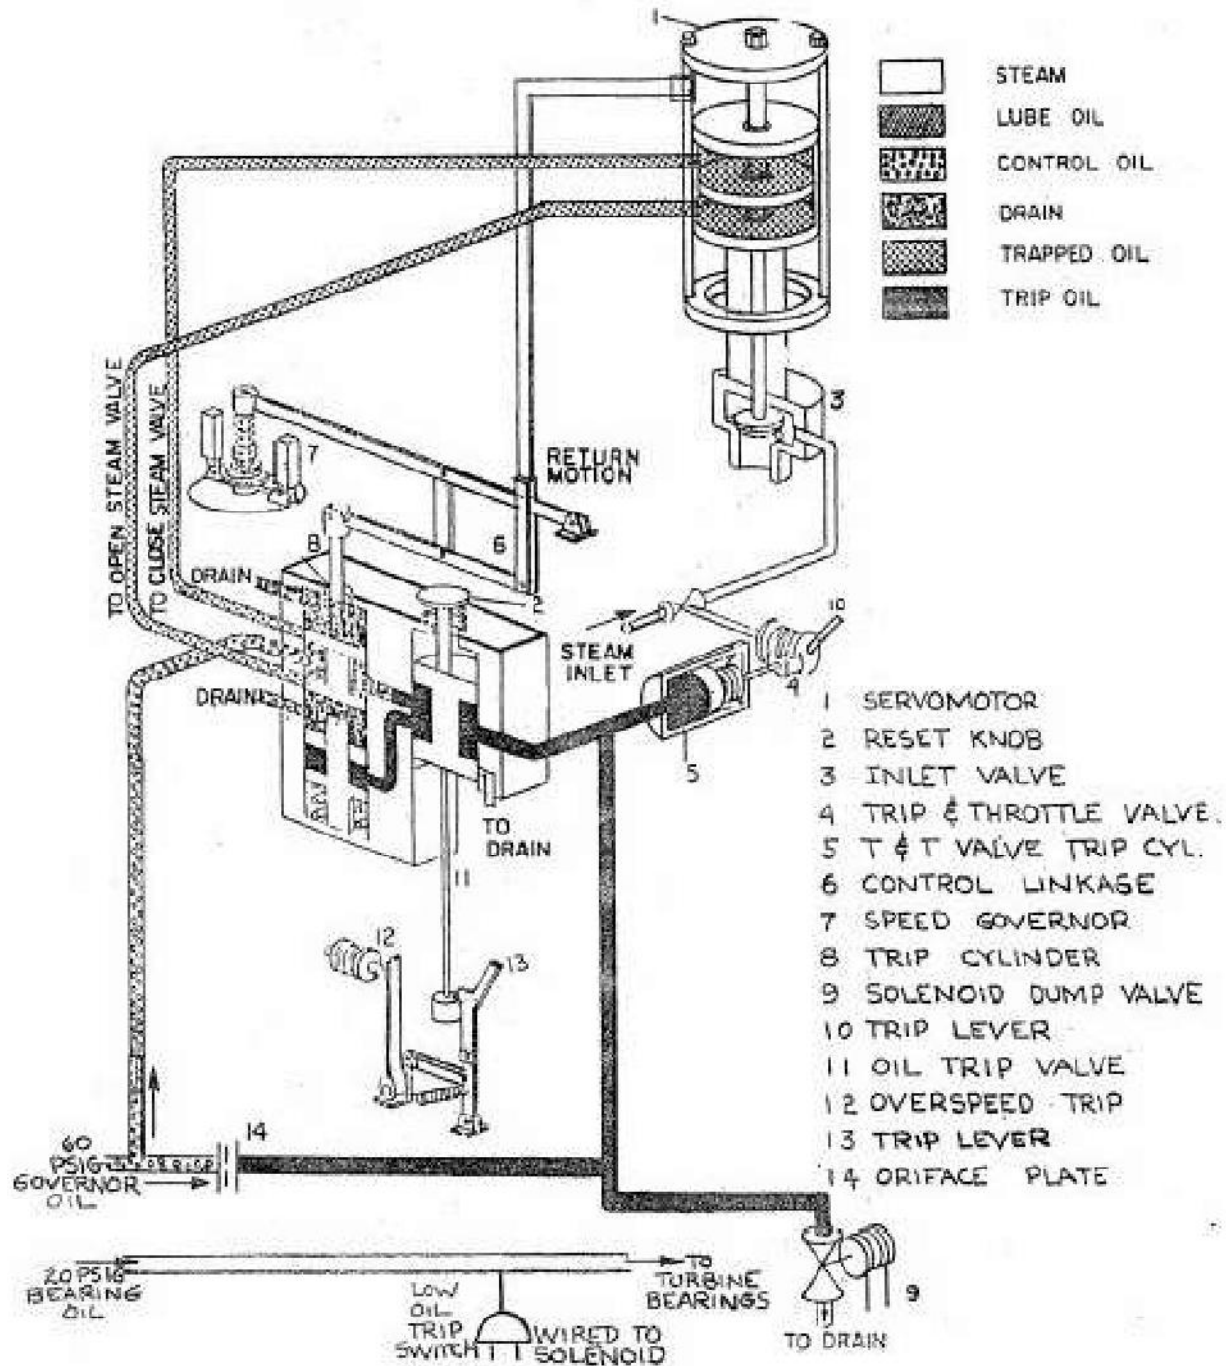 1
STEAM
LUBE OIL
CONTROL OIL
DRAIN
TRAPPED OIL
TRIP OIL
TO OPEN STEAM VALVE
TO CLOSE STEAM VALVE
3
7
RETURN
MOTION
6
8
DRAIN
2
10
STEAM
INLET
4
DRAIN
5
TO
DRAIN
11
1 SERVOMOTOR
2 RESET KNOB
3 INLET VALVE
4 TRIP & THROTTLE VALVE.
5 T & T VALVE TRIP CYL.
6 CONTROL LINKAGE
7 SPEED GOVERNOR
8 TRIP CYLINDER
9 SOLENOID DUMP VALVE
10 TRIP LEVER
11 OIL TRIP VALVE
12 OVERSPEED TRIP
13 TRIP LEVER
14 ORIFACE PLATE
12
13
14
60
PSIG
GOVERNOR
OIL
20 PSIG
BEARING
OIL
LOW
OIL
TRIP
SWITCH
WIRED TO
SOLENOID
TO
TURBINE
BEARINGS
9
TO DRAIN